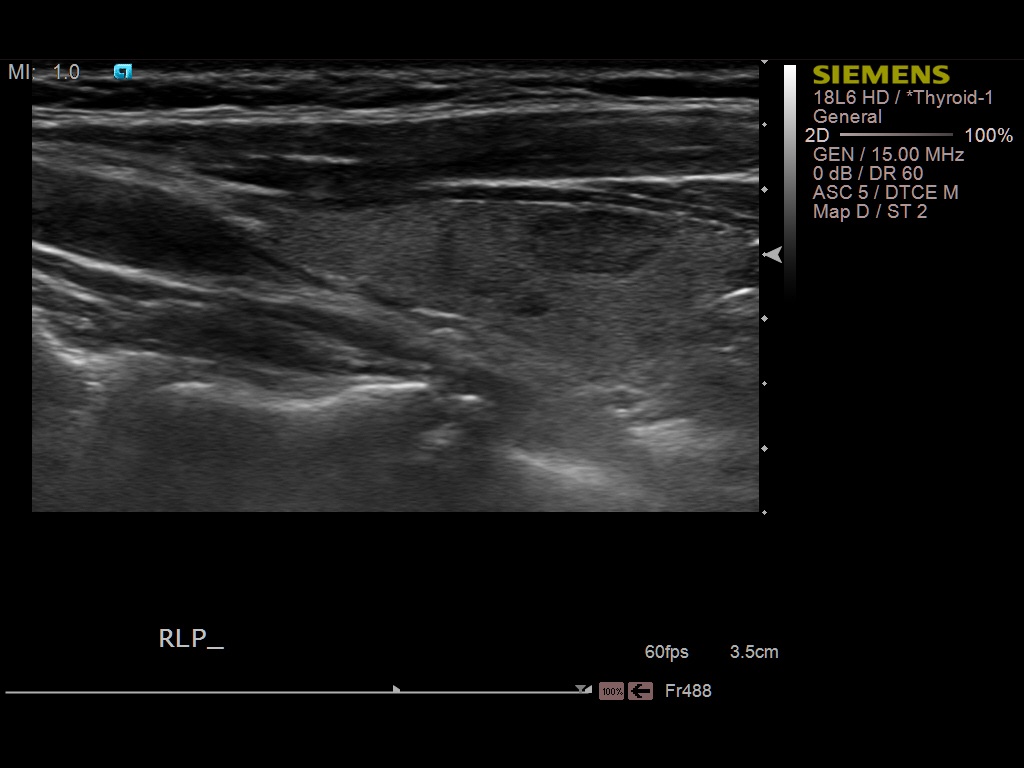 MI: 1.0
SIEMENS
18L6 HD / *Thyroid-1
General
2D 100%
GEN / 15.00 MHz
0 dB / DR 60
ASC 5 / DTCE M
Map D / ST 2
RLP_
60fps 3.5cm
100% Fr488